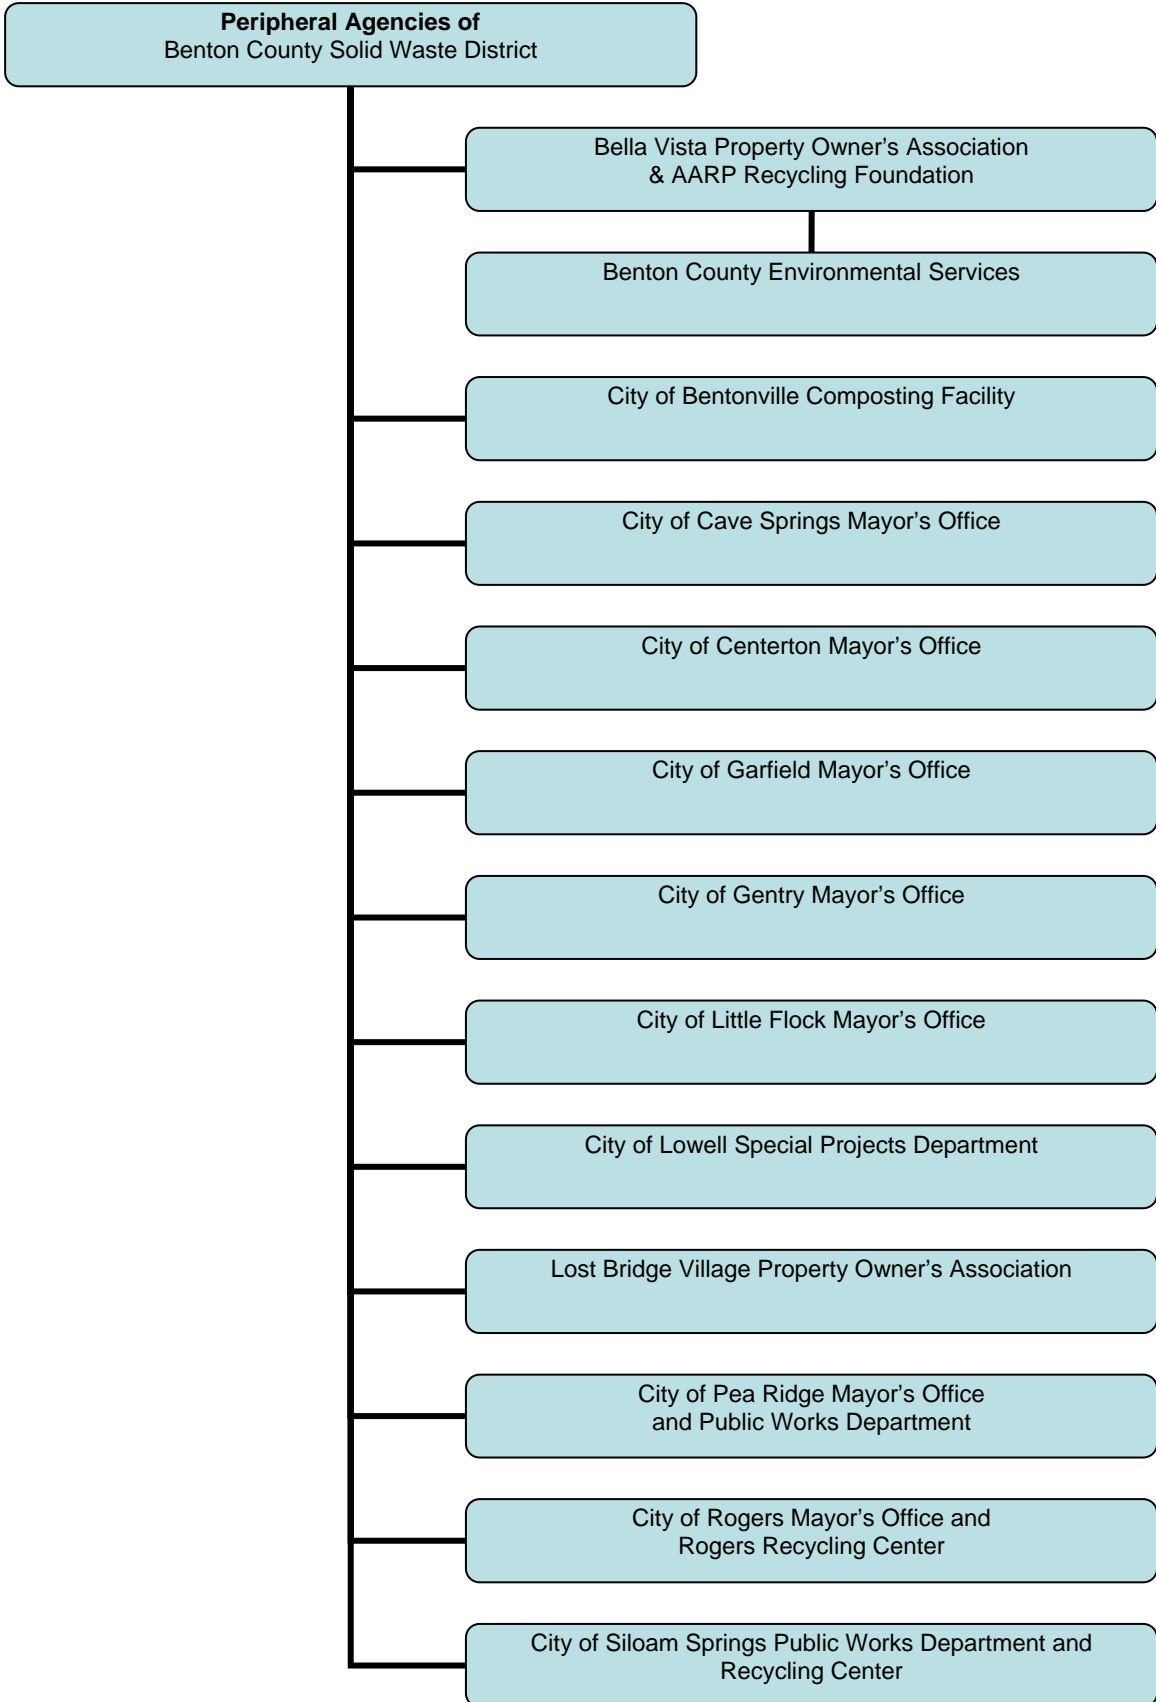 Peripheral Agencies of
Benton County Solid Waste District
Bella Vista Property Owner’s Association
& AARP Recycling Foundation
Benton County Environmental Services
City of Bentonville Composting Facility
City of Cave Springs Mayor’s Office
City of Centerton Mayor’s Office
City of Garfield Mayor’s Office
City of Gentry Mayor’s Office
City of Little Flock Mayor’s Office
City of Lowell Special Projects Department
Lost Bridge Village Property Owner’s Association
City of Pea Ridge Mayor’s Office
and Public Works Department
City of Rogers Mayor’s Office and
Rogers Recycling Center
City of Siloam Springs Public Works Department and
Recycling Center